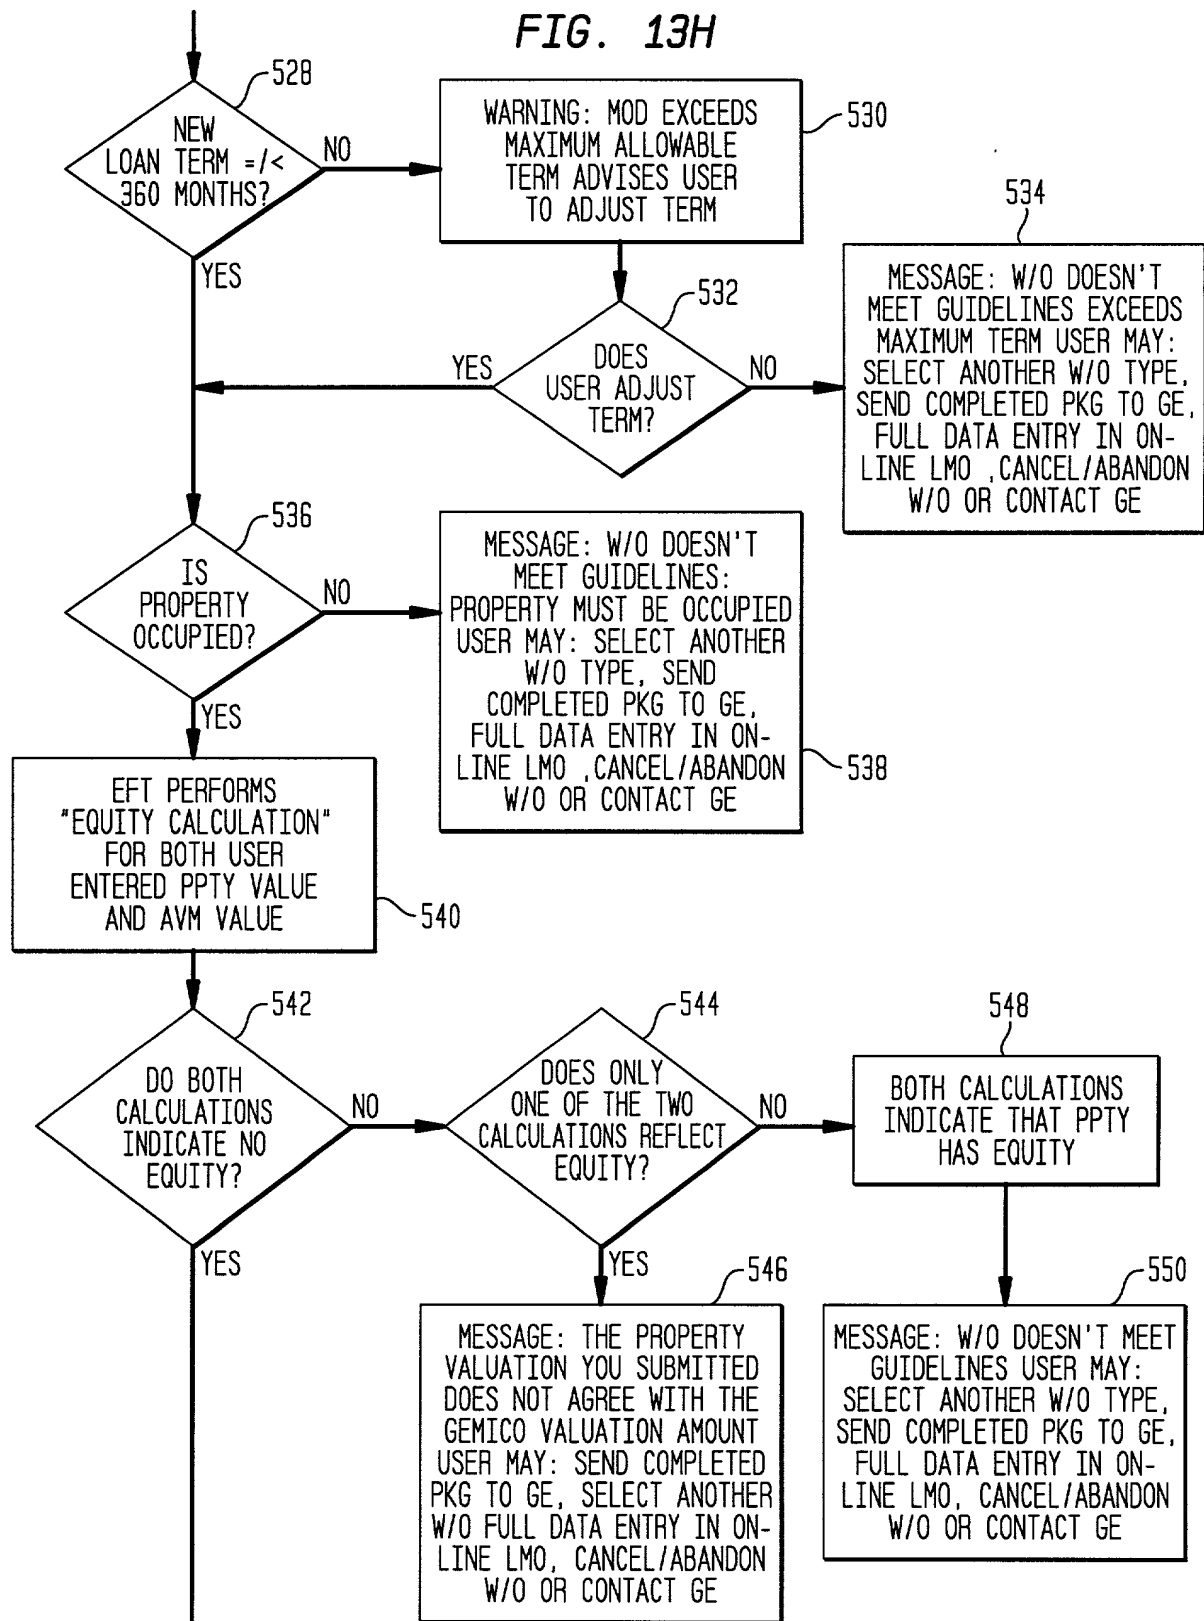 FIG. 13H
528
NEW
LOAN TERM =/<
360 MONTHS?
NO
YES
WARNING: MOD EXCEEDS
MAXIMUM ALLOWABLE
TERM ADVISES USER
TO ADJUST TERM
530
532
DOES
USER ADJUST
TERM?
YES
NO
534
MESSAGE: W/O DOESN'T
MEET GUIDELINES EXCEEDS
MAXIMUM TERM USER MAY:
SELECT ANOTHER W/O TYPE,
SEND COMPLETED PKG TO GE,
FULL DATA ENTRY IN ON-
LINE LMO ,CANCEL/ABANDON
W/O OR CONTACT GE
536
IS
PROPERTY
OCCUPIED?
NO
YES
MESSAGE: W/O DOESN'T
MEET GUIDELINES:
PROPERTY MUST BE OCCUPIED
USER MAY: SELECT ANOTHER
W/O TYPE, SEND
COMPLETED PKG TO GE,
FULL DATA ENTRY IN ON-
LINE LMO ,CANCEL/ABANDON
W/O OR CONTACT GE
538
EFT PERFORMS
"EQUITY CALCULATION"
FOR BOTH USER
ENTERED PPTY VALUE
AND AVM VALUE
540
542
DO BOTH
CALCULATIONS
INDICATE NO
EQUITY?
NO
YES
544
DOES ONLY
ONE OF THE TWO
CALCULATIONS REFLECT
EQUITY?
NO
YES
548
BOTH CALCULATIONS
INDICATE THAT PPTY
HAS EQUITY
546
MESSAGE: THE PROPERTY
VALUATION YOU SUBMITTED
DOES NOT AGREE WITH THE
GEMICO VALUATION AMOUNT
USER MAY: SEND COMPLETED
PKG TO GE, SELECT ANOTHER
W/O FULL DATA ENTRY IN ON-
LINE LMO, CANCEL/ABANDON
W/O OR CONTACT GE
550
MESSAGE: W/O DOESN'T MEET
GUIDELINES USER MAY:
SELECT ANOTHER W/O TYPE,
SEND COMPLETED PKG TO GE,
FULL DATA ENTRY IN ON-
LINE LMO, CANCEL/ABANDON
W/O OR CONTACT GE